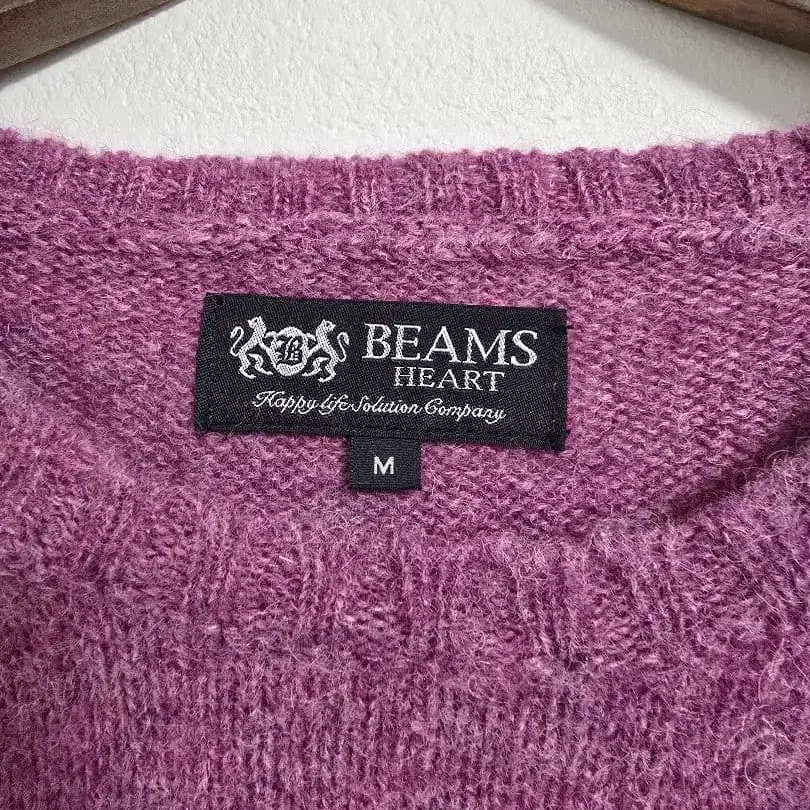 BEAMS
HEART
Happy life Solution Company
M